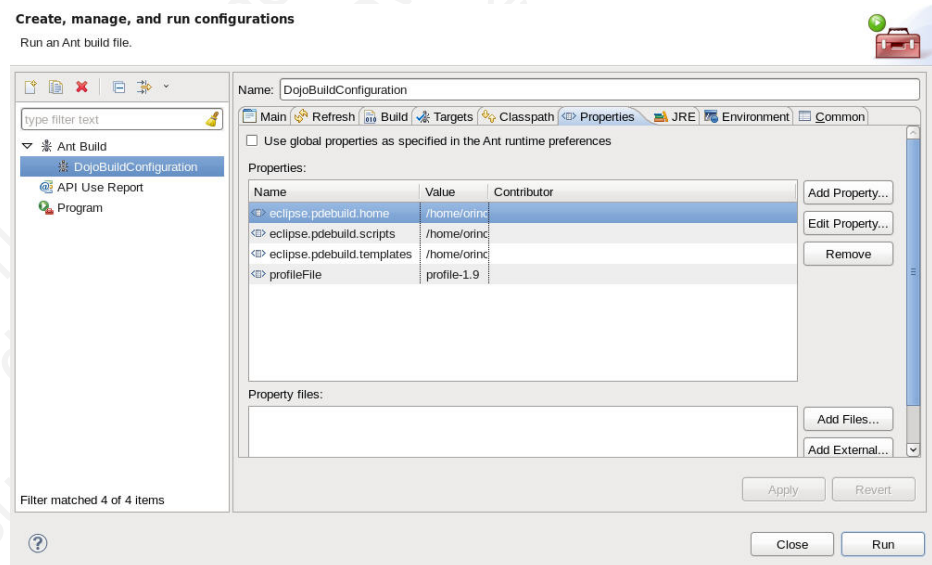 Create, manage, and run configurations
Run an Ant build file.
type filter text
Ant Build
DojoBuildConfiguration
API Use Report
Program
Filter matched 4 of 4 items
Name: DojoBuildConfiguration
Main Refresh Build Targets Classpath Properties JRE Environment Common
Use global properties as specified in the Ant runtime preferences
Properties:
Name Value Contributor
eclipse.pdebuild.home /home/orinc
eclipse.pdebuild.scripts /home/orinc
eclipse.pdebuild.templates /home/orinc
profileFile profile-1.9
Add Property...
Edit Property...
Remove
Property files:
Add Files...
Add External...
Apply Revert
Close Run